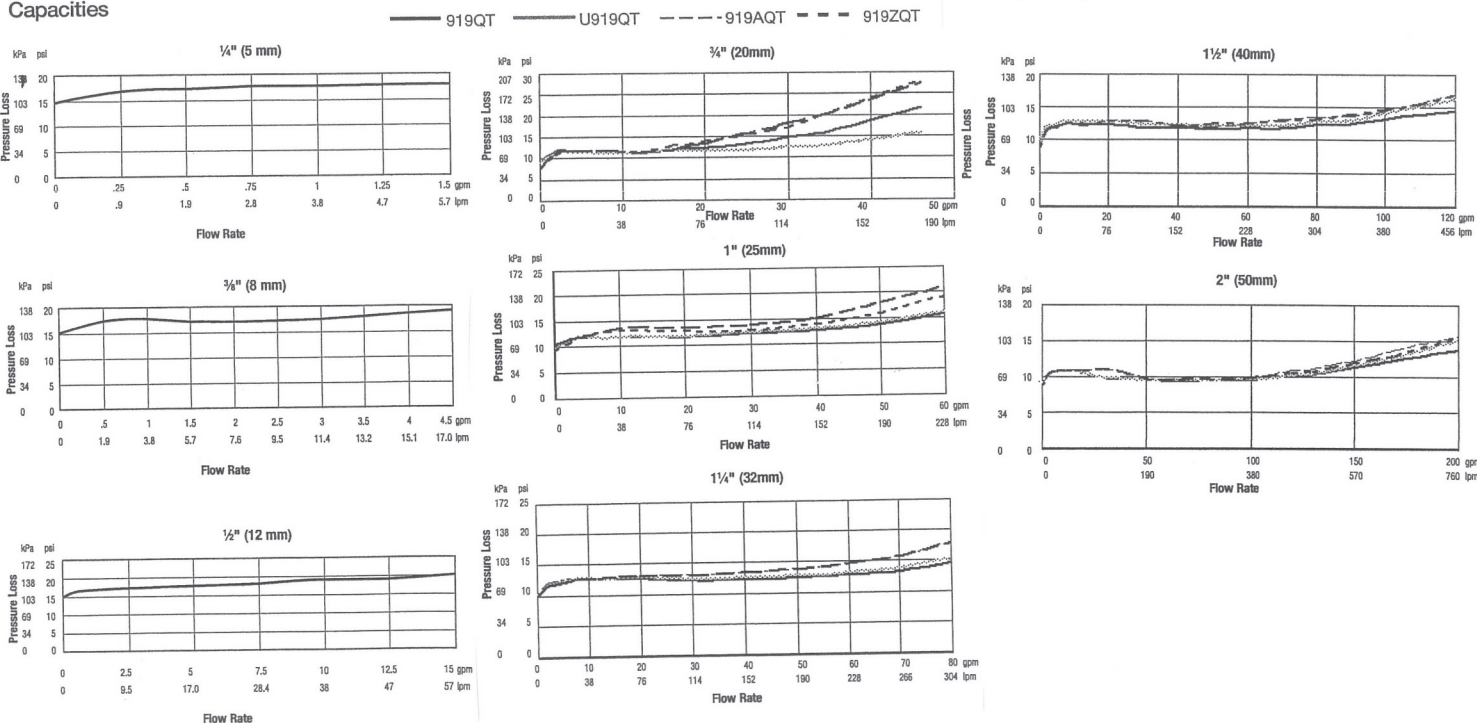 Capacities
919QT U919QT 919AQT 919ZQT
¼" (5 mm)
kPa psi
138 20
103 15
69 10
34 5
0 0
Pressure Loss
0 .25 .5 .75 1 1.25 1.5 gpm
0 .9 1.9 2.8 3.8 4.7 5.7 lpm
Flow Rate
⅜" (8 mm)
kPa psi
138 20
103 15
69 10
34 5
0 0
Pressure Loss
0 .5 1 1.5 2 2.5 3 3.5 4 4.5 gpm
0 1.9 3.8 5.7 7.6 9.5 11.4 13.2 15.1 17.0 lpm
Flow Rate
½" (12 mm)
kPa psi
172 25
138 20
103 15
69 10
34 5
0 0
Pressure Loss
0 2.5 5 7.5 10 12.5 15 gpm
0 9.5 17.0 28.4 38 47 57 lpm
Flow Rate
¾" (20mm)
kPa psi
207 30
172 25
138 20
103 15
69 10
34 5
0 0
Pressure Loss
0 10 20 30 40 50 gpm
0 38 76 114 152 190 lpm
Flow Rate
1" (25mm)
kPa psi
172 25
138 20
103 15
69 10
34 5
0 0
Pressure Loss
0 10 20 30 40 50 60 gpm
0 38 76 114 152 190 228 lpm
Flow Rate
1¼" (32mm)
kPa psi
172 25
138 20
103 15
69 10
34 5
0 0
Pressure Loss
0 10 20 30 40 50 60 70 80 gpm
0 38 76 114 152 190 228 266 304 lpm
Flow Rate
1½" (40mm)
kPa psi
138 20
103 15
69 10
34 5
0 0
Pressure Loss
0 20 40 60 80 100 120 gpm
0 76 152 228 304 380 456 lpm
Flow Rate
2" (50mm)
kPa psi
138 20
103 15
69 10
34 5
0 0
Pressure Loss
0 50 100 150 200 gpm
0 190 380 570 760 lpm
Flow Rate